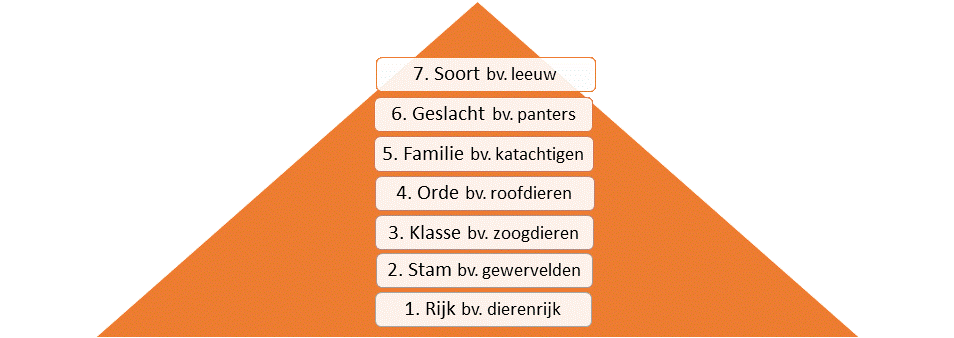 7. Soort bv. leeuw
6. Geslacht bv. panters
5. Familie bv. katachtigen
4. Orde bv. roofdieren
3. Klasse bv. zoogdieren
2. Stam bv. gewervelden
1. Rijk bv. dierenrijk